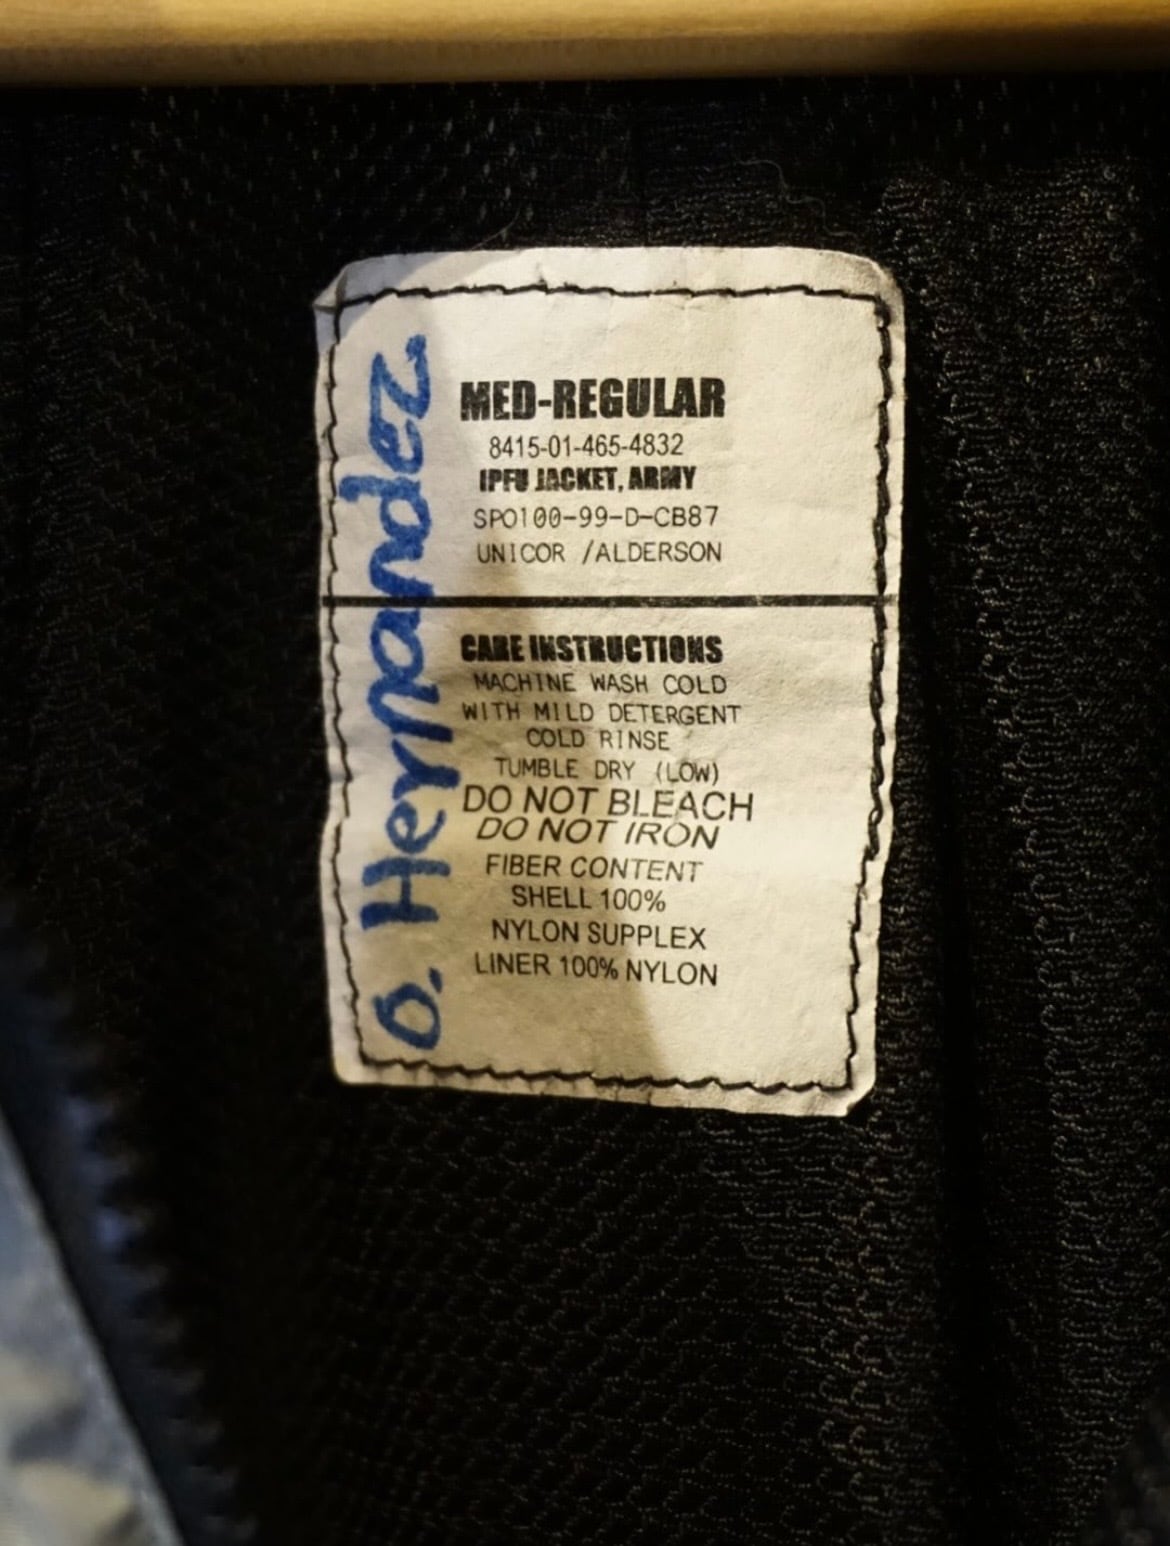 MED-REGULAR
8415-01-465-4832
IPFU JACKET, ARMY
SPO100-99-D-CB87
UNICOR /ALDERSON
CARE INSTRUCTIONS
MACHINE WASH COLD
WITH MILD DETERGENT
COLD RINSE
TUMBLE DRY (LOW)
DO NOT BLEACH
DO NOT IRON
FIBER CONTENT
SHELL 100%
NYLON SUPPLEX
LINER 100% NYLON
O. Hernandez